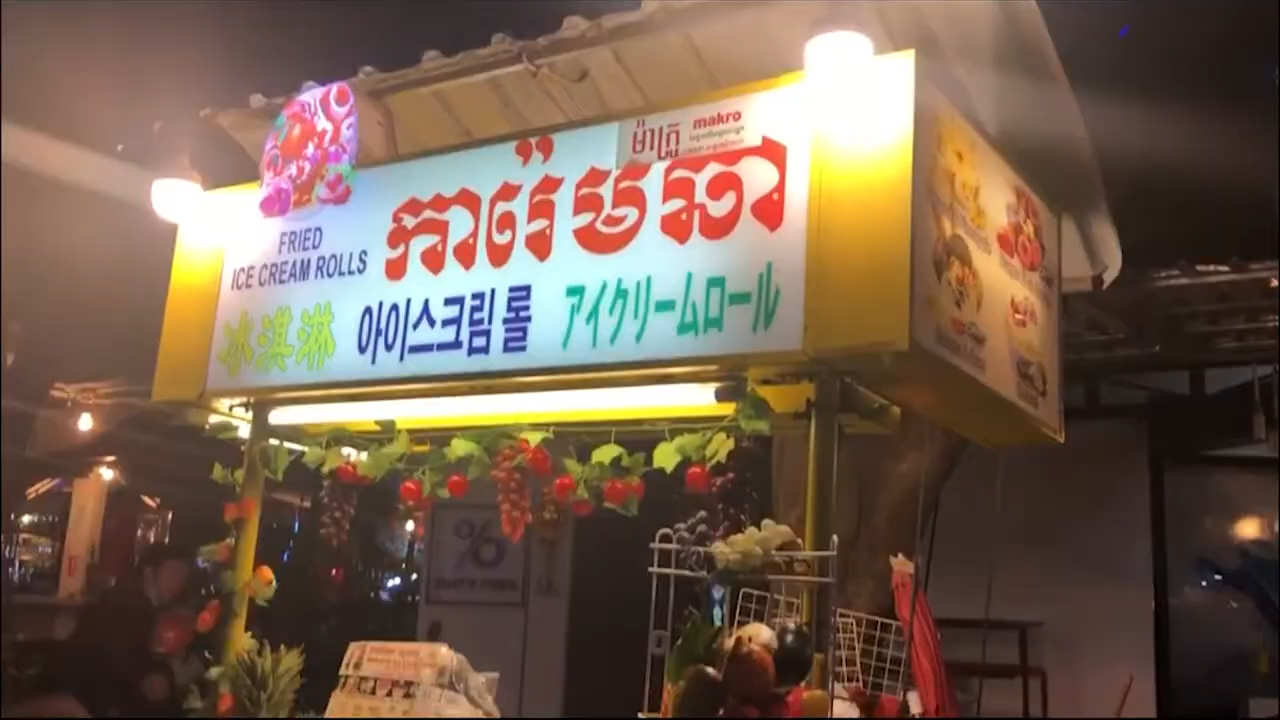 ម៉ាក្រូ makro
ការ៉េមឆា
FRIED
ICE CREAM ROLLS
冰淇淋 아이스크림 롤 アイクリームロール